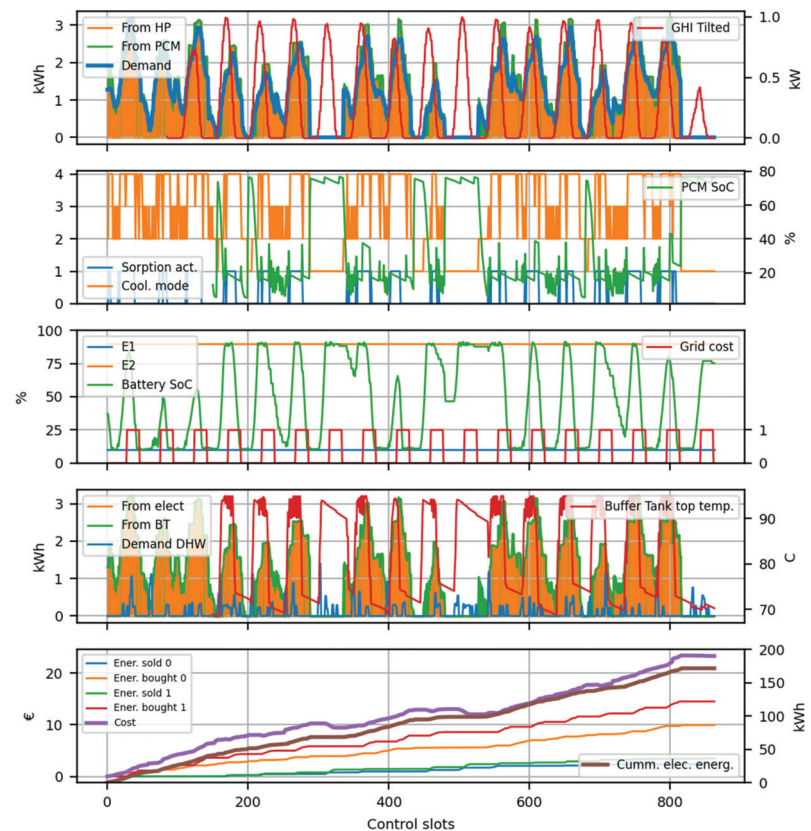 From HP
From PCM
Demand
GHI Tilted
3
2
1
0
kWh
1.0
0.5
0.0
kW
4
3
2
1
0
Sorption act.
Cool. mode
PCM SoC
80
60
40
20
%
100
75
50
25
0
%
E1
E2
Battery SoC
Grid cost
1
0
3
2
1
0
kWh
From elect
From BT
Demand DHW
Buffer Tank top temp.
90
80
70
C
20
10
0
€
Ener. sold 0
Ener. bought 0
Ener. sold 1
Ener. bought 1
Cost
Cumm. elec. energ.
200
150
100
50
0
kWh
0
200
400
600
800
Control slots